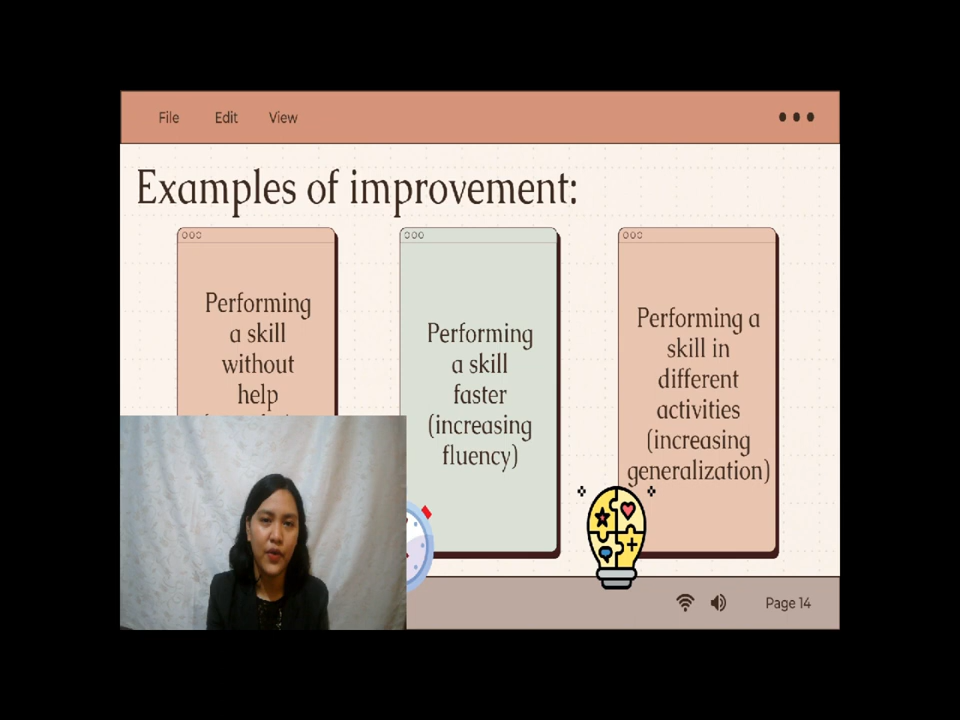 File Edit View
Examples of improvement:
Performing
a skill
without
help
Performing
a skill
faster
(increasing
fluency)
Performing a
skill in
different
activities
(increasing
generalization)
Page 14